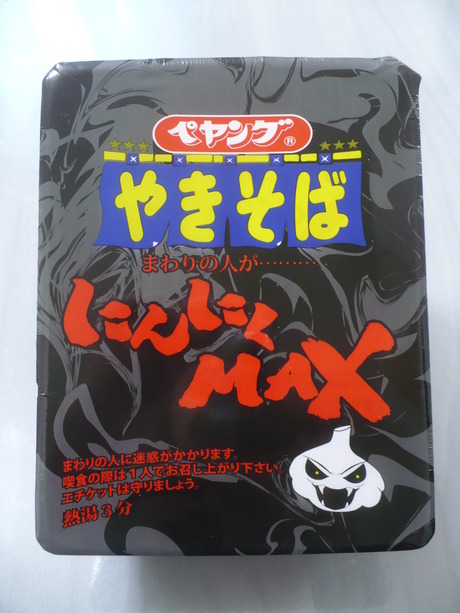 ペヤング®
やきそば
まわりの人が………
にんにく
MAX
まわりの人に迷惑がかかります。
喫食の際は1人でお召し上がり下さい。
エチケットは守りましょう。
熱湯3分